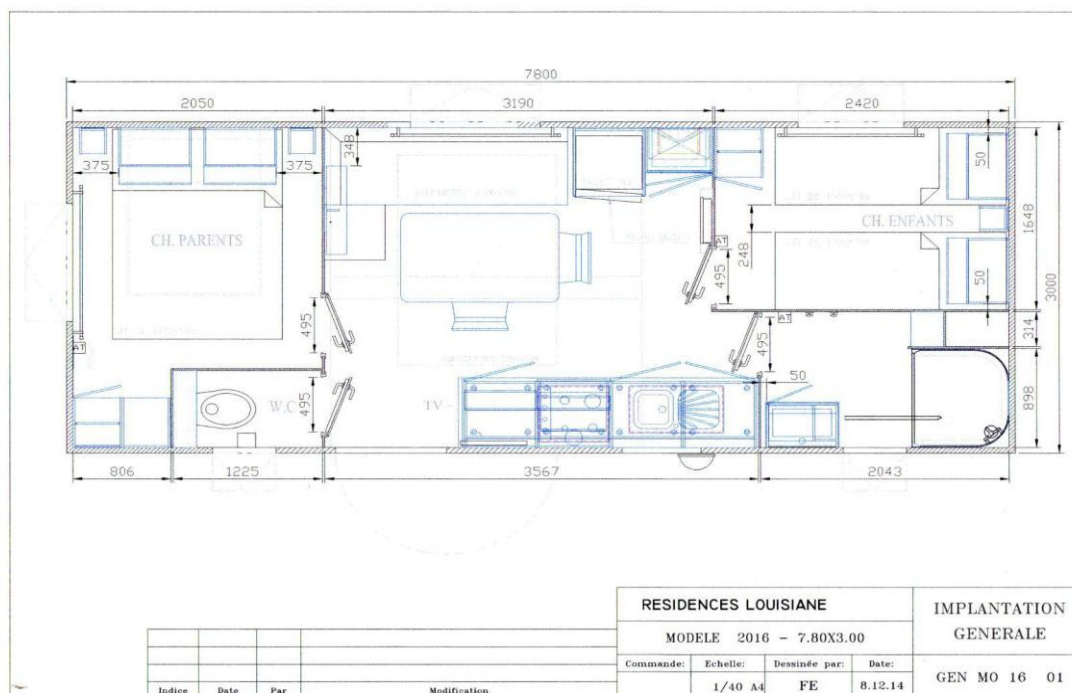 7800
2050 3190 2420
375 375 348 50
CH. PARENTS
CH. ENFANTS
1648
248
AT
495
50
3000
495
314
AT
AT
495
495
50
898
W.C
TV
806 1225 3567 2043
RESIDENCES LOUISIANE
MODELE 2016 - 7.80X3.00
IMPLANTATION
GENERALE
Commande: Echelle: Dessinée par: Date:
1/40 A4 FE 8.12.14
GEN MO 16 01
Indice Date Par Modification